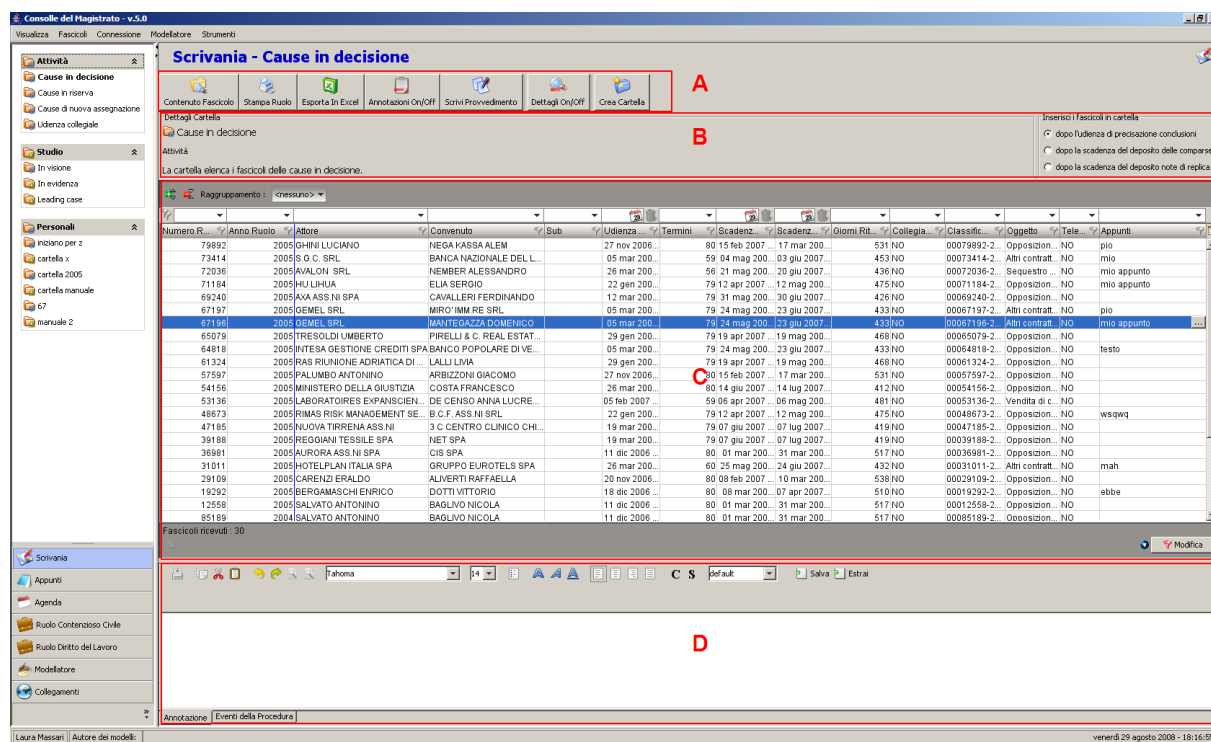 Consolle del Magistrato - v.5.0
Visualizza Fascicoli Connessione Modellatore Strumenti
Attività
Cause in decisione
Cause in riserva
Cause di nuova assegnazione
Udienza collegiale
Studio
In visione
In evidenza
Leading case
Personali
iniziano per z
cartella x
cartella 2005
cartella manuale
67
manuale 2
Scrivania
Appunti
Agenda
Ruolo Contenzioso Civile
Ruolo Diritto del Lavoro
Modellatore
Collegamenti
Scrivania - Cause in decisione
Contenuto Fascicolo Stampa Ruolo Esporta In Excel Annotazioni On/Off Scrivi Provvedimento Dettagli On/Off Crea Cartella
A
Dettagli Cartella
Cause in decisione
Attività
La cartella elenca i fascicoli delle cause in decisione.
B
Inserisci i fascicoli in cartella
dopo l'udienza di precisazione conclusioni
dopo la scadenza del deposito delle comparse
dopo la scadenza del deposito note di replica
Raggruppamento : <nessuno>
Numero R... Anno Ruolo Attore Convenuto Sub Udienza ... Termini Scadenz... Scadenz... Giorni Rit... Collegia... Classific... Oggetto Tele... Appunti
79892 2005 GHINI LUCIANO NEGA KASSA ALEM 27 nov 2006... 80 15 feb 2007 ... 17 mar 200... 531 NO 00079892-2... Opposizion... NO pio
73414 2005 S.G.C. SRL BANCA NAZIONALE DEL L... 05 mar 200... 59 04 mag 200... 03 giu 2007... 453 NO 00073414-2... Altri contratt... NO mio
72036 2005 AVALON SRL NEMBER ALESSANDRO 26 mar 200... 56 21 mag 200... 20 giu 2007... 436 NO 00072036-2... Sequestro ... NO mio appunto
71184 2005 HU LIHUA ELIA SERGIO 22 gen 200... 79 12 apr 2007 ... 12 mag 200... 475 NO 00071184-2... Opposizion... NO mio appunto
69240 2005 AXA ASS.NI SPA CAVALLERI FERDINANDO 12 mar 200... 79 31 mag 200... 30 giu 2007... 426 NO 00069240-2... Opposizion... NO
67197 2005 GEMEL SRL MIRO' IMM.RE SRL 05 mar 200... 79 24 mag 200... 23 giu 2007... 433 NO 00067197-2... Altri contratt... NO pio
67196 2005 GEMEL SRL MANTEGAZZA DOMENICO 05 mar 200... 79 24 mag 200... 23 giu 2007... 433 NO 00067196-2... Altri contratt... NO mio appunto ...
65079 2005 TRESOLDI UMBERTO PIRELLI & C. REAL ESTAT... 29 gen 200... 79 19 apr 2007 ... 19 mag 200... 468 NO 00065079-2... Opposizion... NO
64818 2005 INTESA GESTIONE CREDITI SPA BANCO POPOLARE DI VE... 05 mar 200... 79 24 mag 200... 23 giu 2007... 433 NO 00064818-2... Opposizion... NO testo
61324 2005 RAS RIUNIONE ADRIATICA DI ... LALLI LIVIA 29 gen 200... 79 19 apr 2007 ... 19 mag 200... 468 NO 00061324-2... Opposizion... NO
57597 2005 PALUMBO ANTONINO ARBIZZONI GIACOMO 27 nov 2006... 80 15 feb 2007 ... 17 mar 200... 531 NO 00057597-2... Opposizion... NO
54156 2005 MINISTERO DELLA GIUSTIZIA COSTA FRANCESCO 26 mar 200... 80 14 giu 2007 ... 14 lug 2007... 412 NO 00054156-2... Opposizion... NO
53136 2005 LABORATOIRES EXPANSCIEN... DE CENSO ANNA LUCRE... 05 feb 2007 ... 59 06 apr 2007 ... 06 mag 200... 481 NO 00053136-2... Vendita di c... NO
48673 2005 RIMAS RISK MANAGEMENT SE... B.C.F. ASS.NI SRL 22 gen 200... 79 12 apr 2007 ... 12 mag 200... 475 NO 00048673-2... Opposizion... NO wsqwq
47185 2005 NUOVA TIRRENA ASS.NI 3 C CENTRO CLINICO CHI... 19 mar 200... 79 07 giu 2007 ... 07 lug 2007... 419 NO 00047185-2... Opposizion... NO
39188 2005 REGGIANI TESSILE SPA NET SPA 19 mar 200... 79 07 giu 2007 ... 07 lug 2007... 419 NO 00039188-2... Opposizion... NO
36981 2005 AURORA ASS.NI SPA CIS SPA 11 dic 2006 ... 80 01 mar 200... 31 mar 200... 517 NO 00036981-2... Opposizion... NO
31011 2005 HOTELPLAN ITALIA SPA GRUPPO EUROTELS SPA 26 mar 200... 60 25 mag 200... 24 giu 2007... 432 NO 00031011-2... Altri contratt... NO mah
29109 2005 CARENZI ERALDO ALIVERTI RAFFAELLA 20 nov 2006... 80 08 feb 2007 ... 10 mar 200... 538 NO 00029109-2... Opposizion... NO
19292 2005 BERGAMASCHI ENRICO DOTTI VITTORIO 18 dic 2006 ... 80 08 mar 200... 07 apr 2007... 510 NO 00019292-2... Opposizion... NO ebbe
12558 2005 SALVATO ANTONINO BAGLIVO NICOLA 11 dic 2006 ... 80 01 mar 200... 31 mar 200... 517 NO 00012558-2... Opposizion... NO
85189 2004 SALVATO ANTONINO BAGLIVO NICOLA 11 dic 2006 ... 80 01 mar 200... 31 mar 200... 517 NO 00085189-2... Opposizion... NO
C
Fascicoli ricevuti : 30
Modifica
Tahoma 14 A A A C S default Salva Estrai
D
Annotazione Eventi della Procedura
Laura Massari Autore dei modelli: venerdì 29 agosto 2008 - 18:16:55